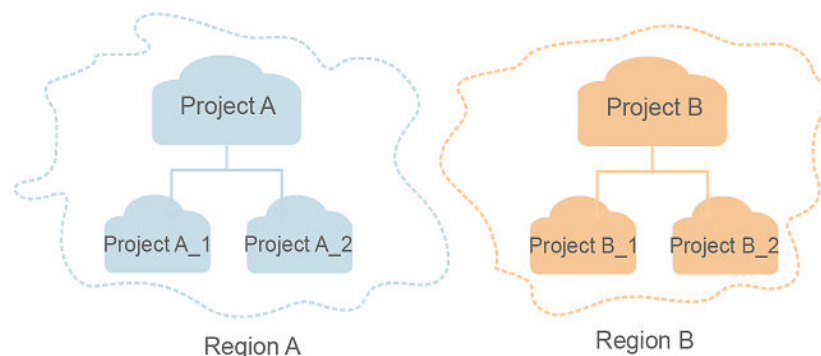 Project A
Project B
Project A_1
Project A_2
Project B_1
Project B_2
Region A
Region B